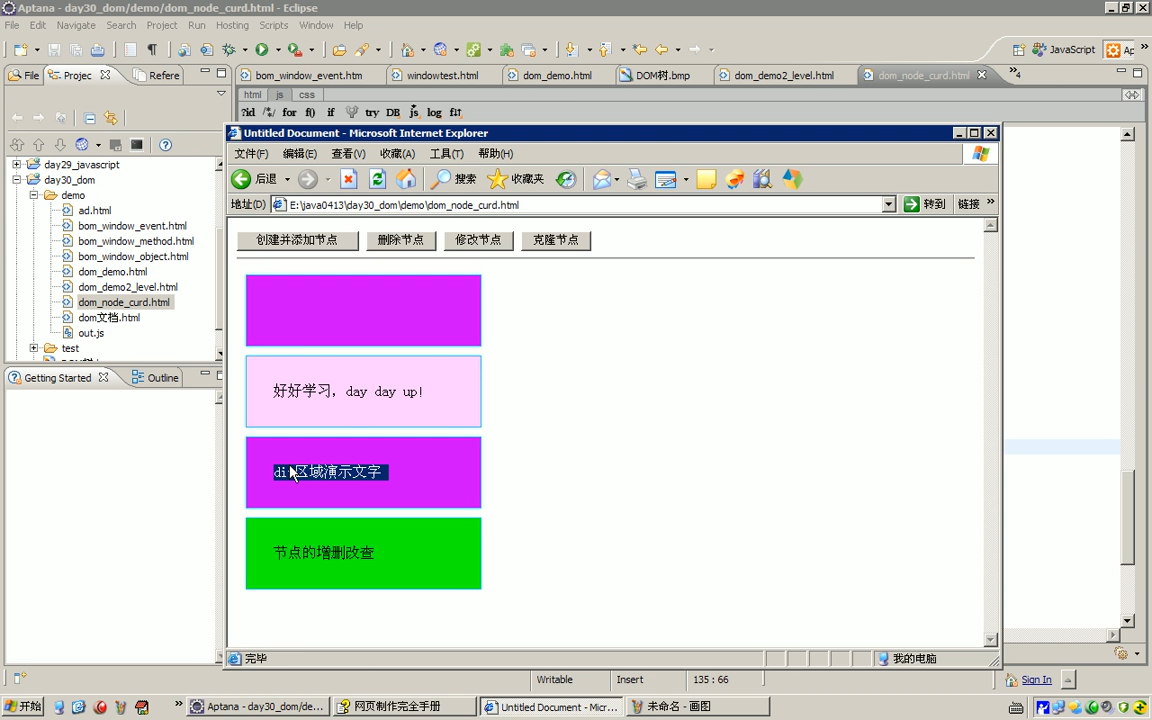 Aptana - day30_dom/demo/dom_node_curd.html - Eclipse
File Edit Navigate Search Project Run Hosting Scripts Window Help
JavaScript Ap »
File Projec Refere
bom_window_event.htm windowtest.html dom_demo.html DOM树.bmp dom_demo2_level.html dom_node_curd.html »4
html js css
?id /*/ for f() if try DB js log
day29_javascript
day30_dom
demo
ad.html
bom_window_event.html
bom_window_method.html
bom_window_object.html
dom_demo.html
dom_demo2_level.html
dom_node_curd.html
dom文档.html
out.js
test
Getting Started Outline
Untitled Document - Microsoft Internet Explorer
文件(F) 编辑(E) 查看(V) 收藏(A) 工具(T) 帮助(H)
后退 搜索 收藏夹
地址(D) E:\java0413\day30_dom\demo\dom_node_curd.html 转到 链接 »
创建并添加节点 删除节点 修改节点 克隆节点
好好学习, day day up!
区域演示文字
节点的增删改查
完毕 我的电脑
Writable Insert 135 : 66 Sign In
开始 » Aptana - day30_dom/de... 网页制作完全手册 Untitled Document - Micr... 未命名 - 画图